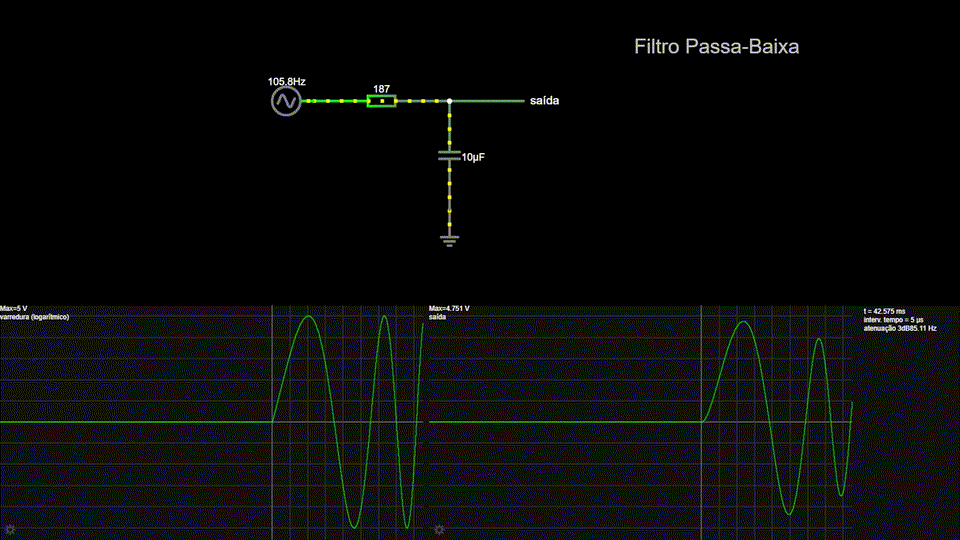 Filtro Passa-Baixa
105.8Hz
187
saída
10µF
Max=5 V
varredura (logarítmico)
Max=4.751 V
saída
t = 42.575 ms
interv. tempo = 5 µs
atenuação 3dB85.11 Hz